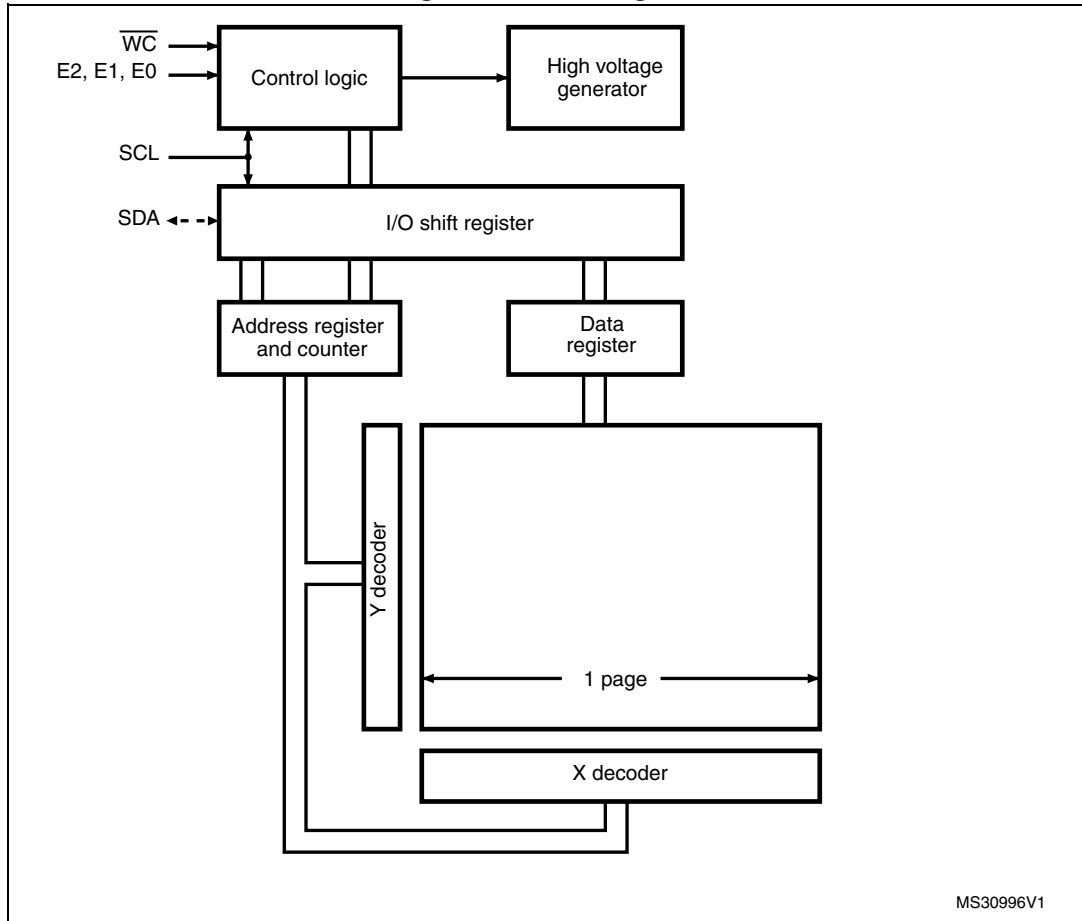 W̅C̅
E2, E1, E0
Control logic
High voltage
generator
SCL
SDA
I/O shift register
Address register
and counter
Data
register
Y decoder
1 page
X decoder
MS30996V1